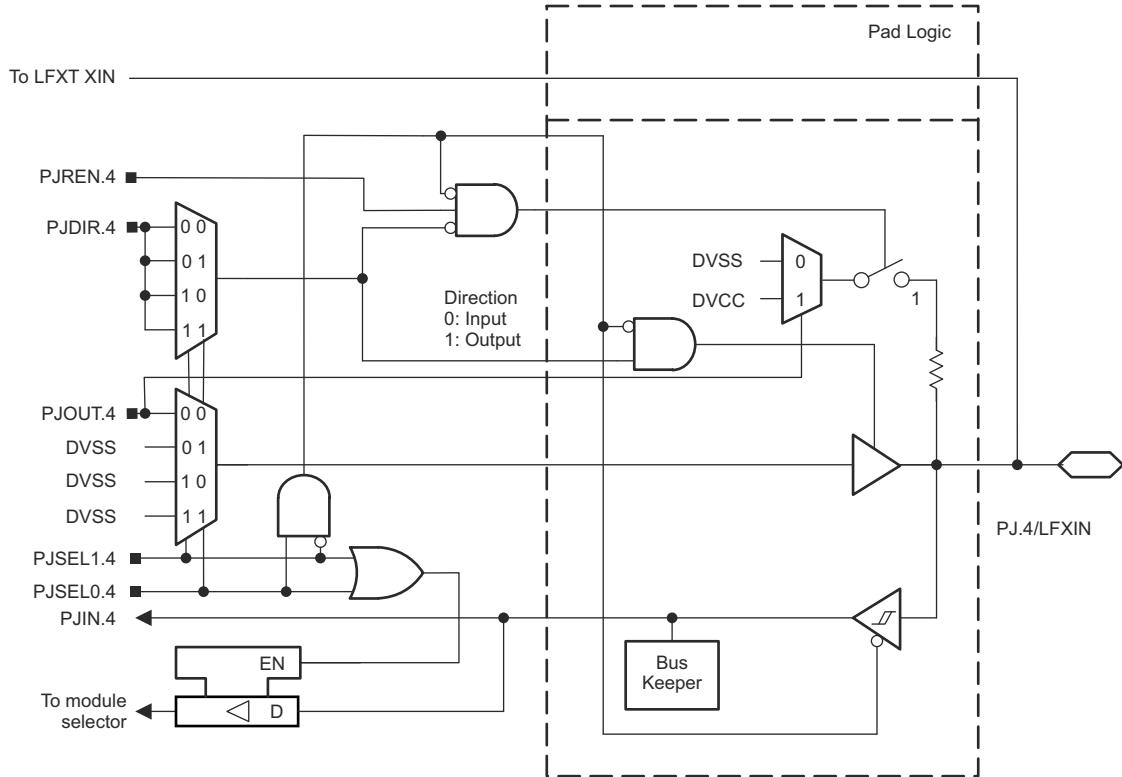 Pad Logic
To LFXT XIN
PJREN.4
PJDIR.4
0 0
0 1
1 0
1 1
Direction
0: Input
1: Output
DVSS
0
DVCC
1
1
PJOUT.4
0 0
DVSS
0 1
DVSS
1 0
DVSS
1 1
PJ.4/LFXIN
PJSEL1.4
PJSEL0.4
PJIN.4
EN
Bus
Keeper
To module
selector
D